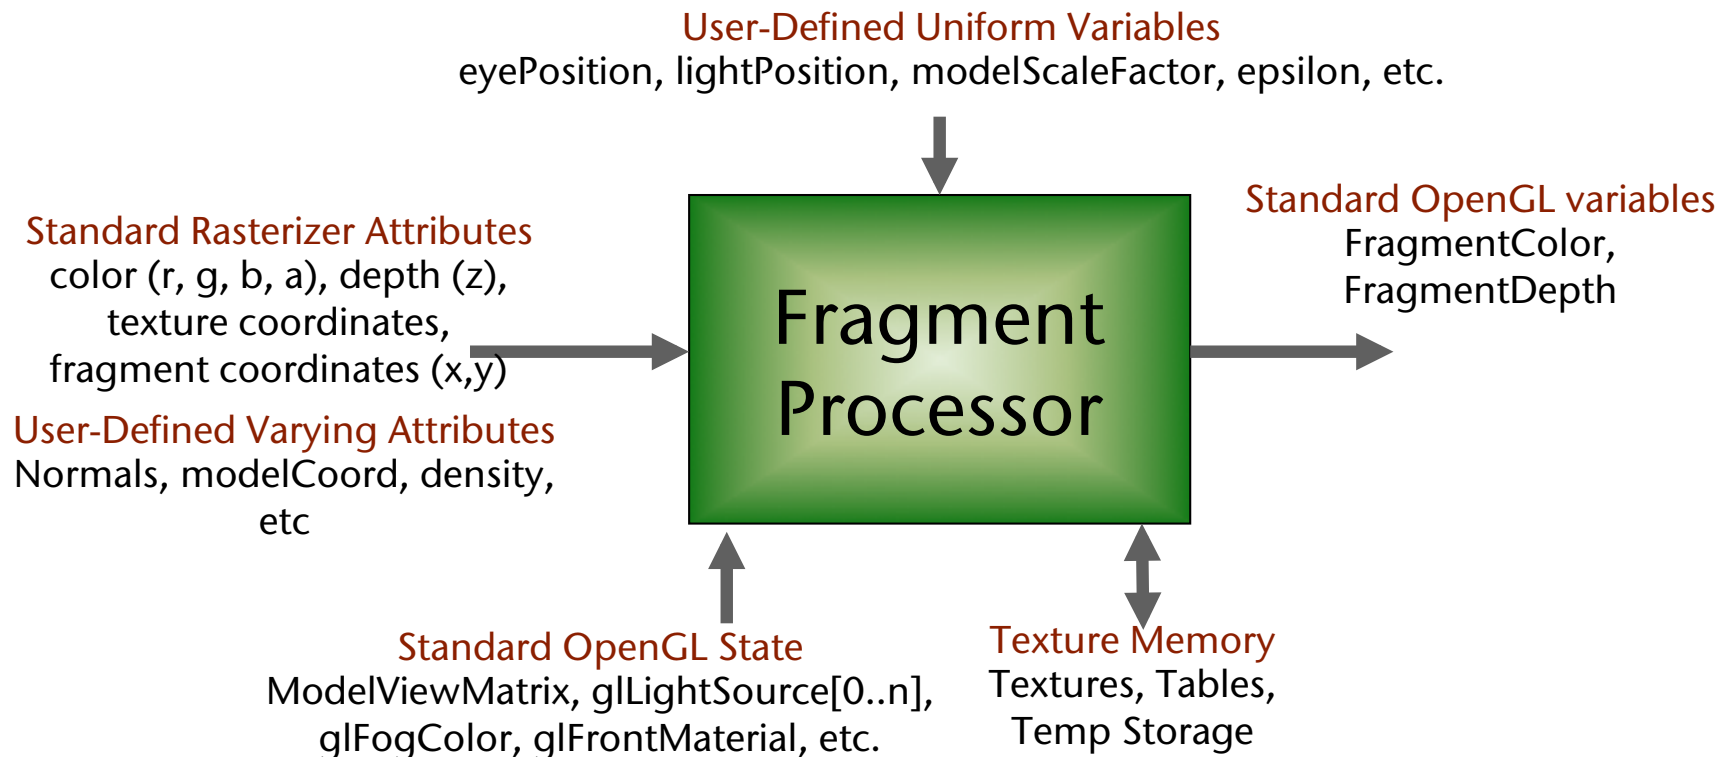 User-Defined Uniform Variables
eyePosition, lightPosition, modelScaleFactor, epsilon, etc.
Standard Rasterizer Attributes
color (r, g, b, a), depth (z),
texture coordinates,
fragment coordinates (x,y)
User-Defined Varying Attributes
Normals, modelCoord, density,
etc
Fragment
Processor
Standard OpenGL variables
FragmentColor,
FragmentDepth
Standard OpenGL State
ModelViewMatrix, glLightSource[0..n],
glFogColor, glFrontMaterial, etc.
Texture Memory
Textures, Tables,
Temp Storage